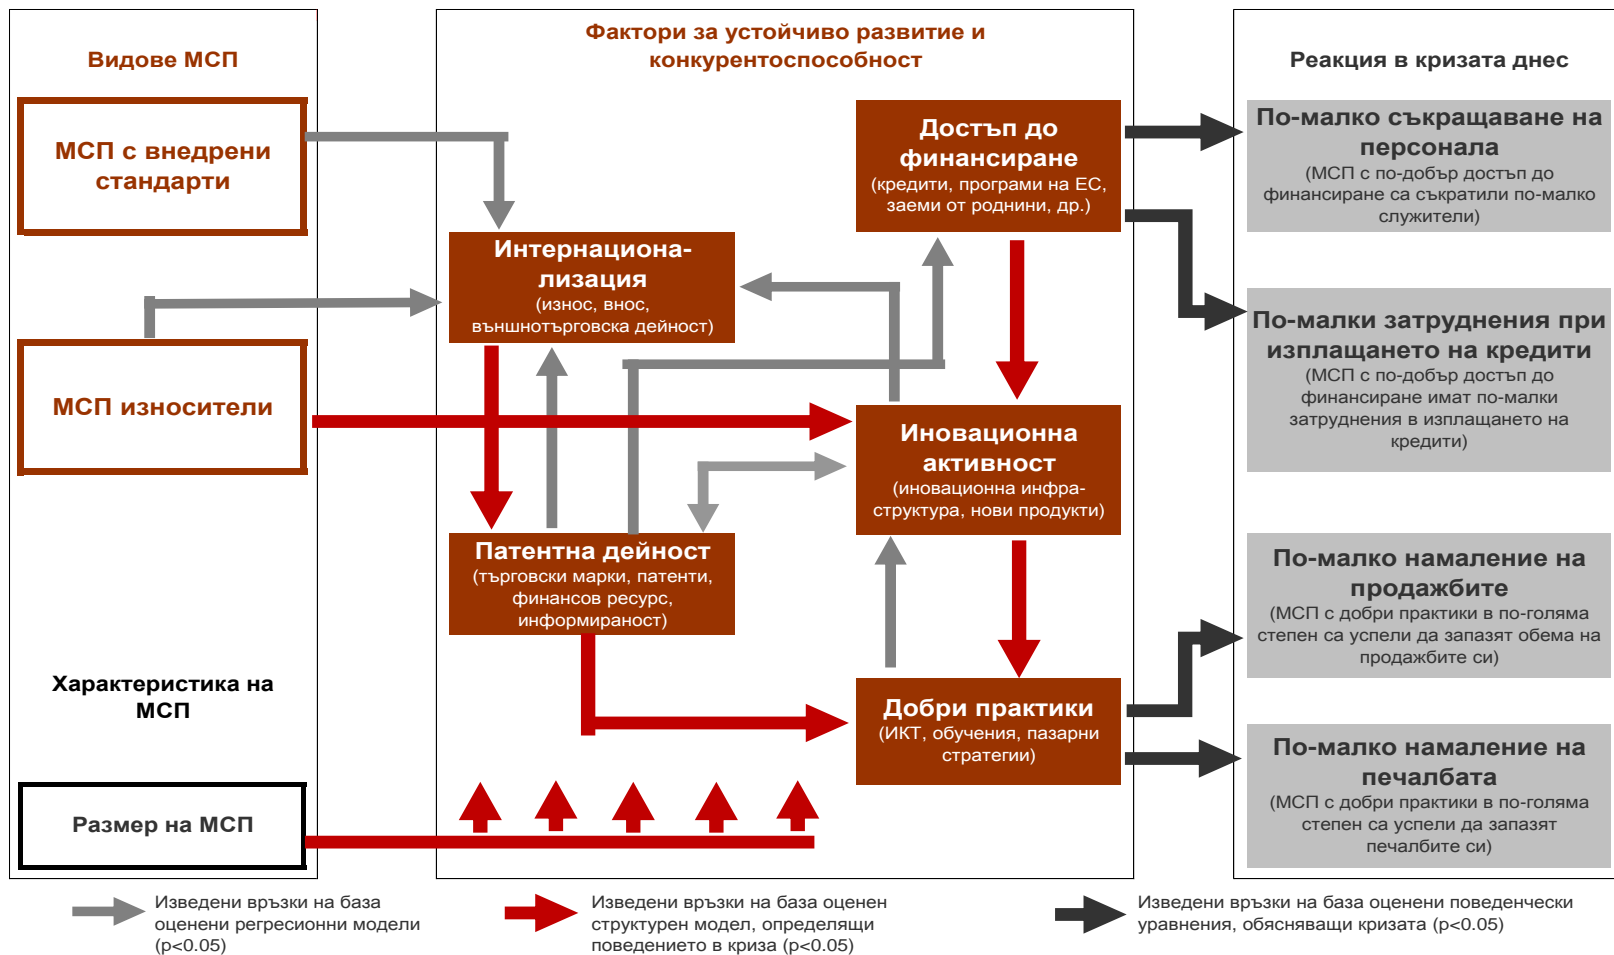 Видове МСП
МСП с внедрени
стандарти
МСП износители
Характеристика на
МСП
Размер на МСП
Фактори за устойчиво развитие и
конкурентоспособност
Достъп до
финансиране
(кредити, програми на ЕС,
заеми от роднини, др.)
Интернациона-
лизация
(износ, внос,
външнотърговска дейност)
Иновационна
активност
(иновационна инфра-
структура, нови продукти)
Патентна дейност
(търговски марки, патенти,
финансов ресурс,
информираност)
Добри практики
(ИКТ, обучения, пазарни
стратегии)
Реакция в кризата днес
По-малко съкращаване на
персонала
(МСП с по-добър достъп до
финансиране са съкратили по-малко
служители)
По-малки затруднения при
изплащането на кредити
(МСП с по-добър достъп до
финансиране имат по-малки
затруднения в изплащането на
кредити)
По-малко намаление на
продажбите
(МСП с добри практики в по-голяма
степен са успели да запазят обема на
продажбите си)
По-малко намаление на
печалбата
(МСП с добри практики в по-голяма
степен са успели да запазят
печалбите си)
Изведени връзки на база
оценени регресионни модели
(p<0.05)
Изведени връзки на база оценен
структурен модел, определящи
поведението в криза (p<0.05)
Изведени връзки на база оценени поведенчески
уравнения, обясняващи кризата (p<0.05)